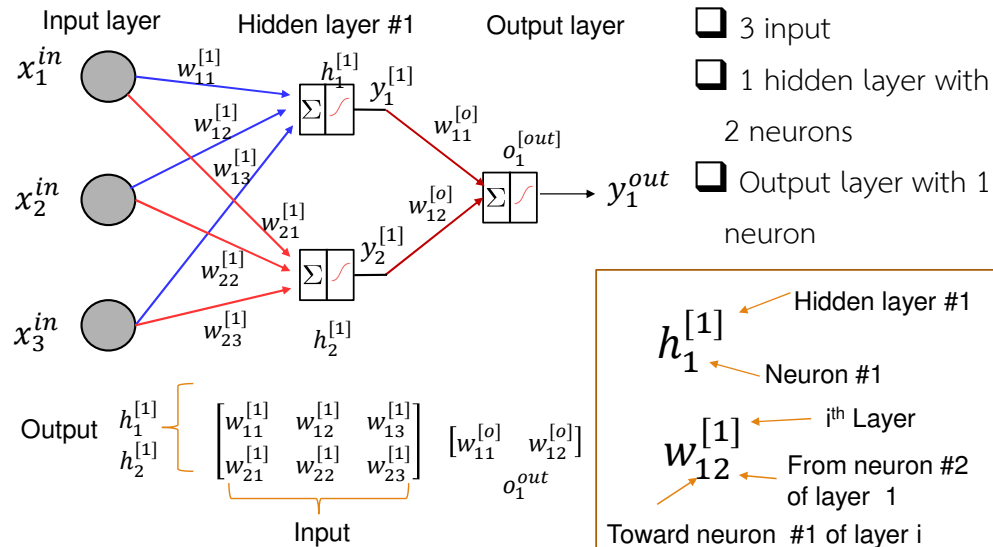 Input layer
Hidden layer #1
Output layer
x_1^{in}
x_2^{in}
x_3^{in}
w_{11}^{[1]}
w_{12}^{[1]}
w_{13}^{[1]}
w_{21}^{[1]}
w_{22}^{[1]}
w_{23}^{[1]}
h_1^{[1]}
Σ
y_1^{[1]}
Σ
y_2^{[1]}
h_2^{[1]}
w_{11}^{[o]}
w_{12}^{[o]}
o_1^{[out]}
Σ
y_1^{out}
❑ 3 input
❑ 1 hidden layer with
2 neurons
❑ Output layer with 1
neuron
Output
h_1^{[1]}
h_2^{[1]}
[w_{11}^{[1]} w_{12}^{[1]} w_{13}^{[1]}
w_{21}^{[1]} w_{22}^{[1]} w_{23}^{[1]}]
Input
[w_{11}^{[o]} w_{12}^{[o]}]
o_1^{out}
Hidden layer #1
h_1^{[1]}
Neuron #1
i^{th} Layer
w_{12}^{[1]}
From neuron #2
of layer 1
Toward neuron #1 of layer i